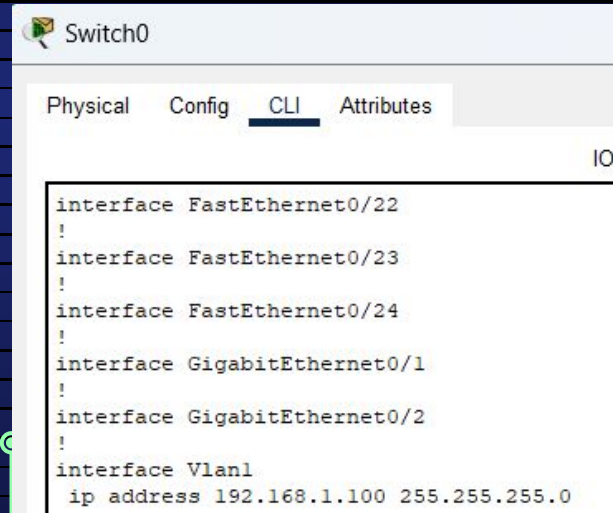 Switch0
Physical Config CLI Attributes
IO
interface FastEthernet0/22
!
interface FastEthernet0/23
!
interface FastEthernet0/24
!
interface GigabitEthernet0/1
!
interface GigabitEthernet0/2
!
interface Vlan1
 ip address 192.168.1.100 255.255.255.0